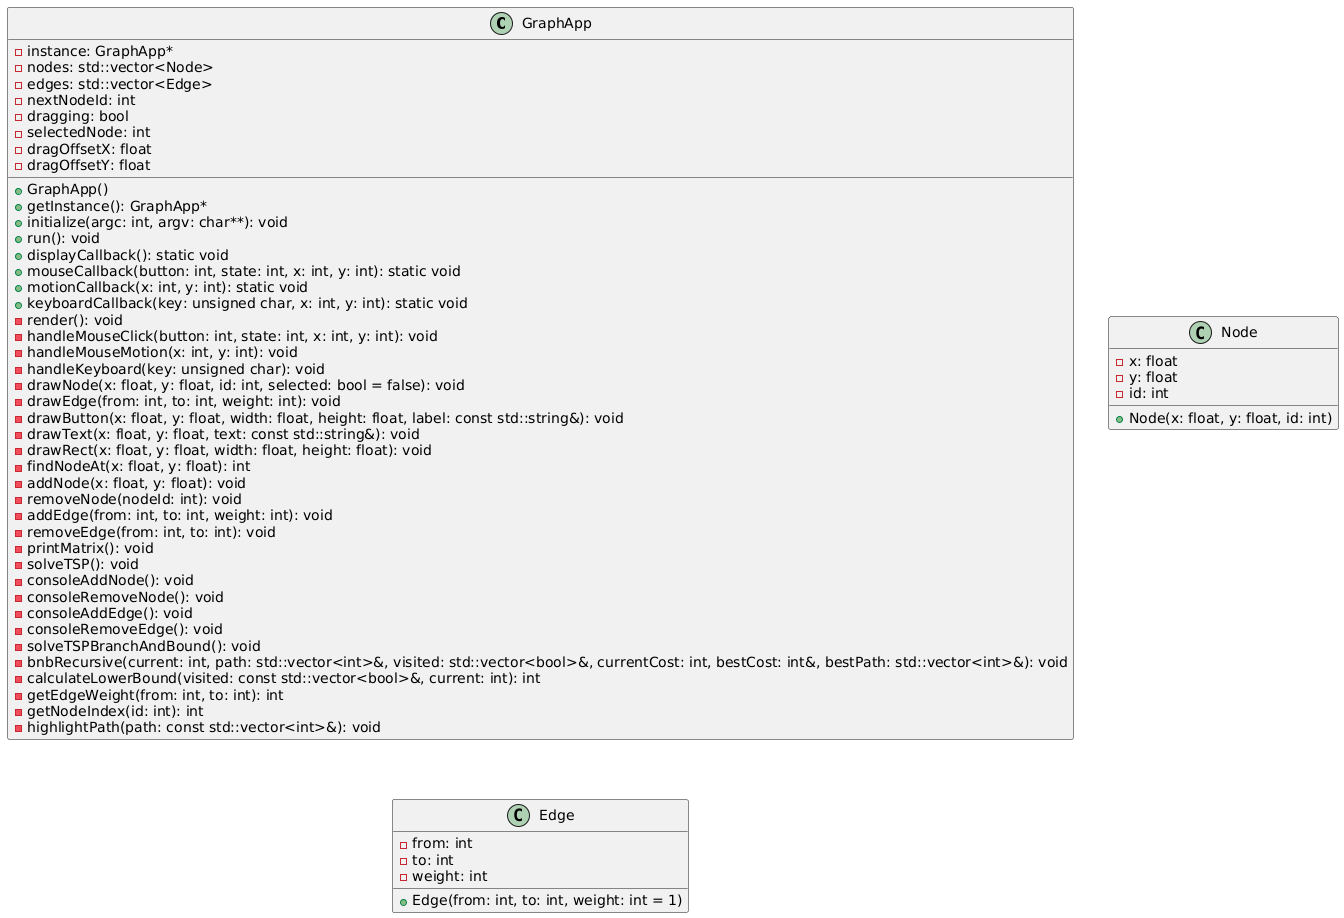 C GraphApp
instance: GraphApp*
nodes: std::vector<Node>
edges: std::vector<Edge>
nextNodeId: int
dragging: bool
selectedNode: int
dragOffsetX: float
dragOffsetY: float
GraphApp()
getInstance(): GraphApp*
initialize(argc: int, argv: char**): void
run(): void
displayCallback(): static void
mouseCallback(button: int, state: int, x: int, y: int): static void
motionCallback(x: int, y: int): static void
keyboardCallback(key: unsigned char, x: int, y: int): static void
render(): void
handleMouseClick(button: int, state: int, x: int, y: int): void
handleMouseMotion(x: int, y: int): void
handleKeyboard(key: unsigned char): void
drawNode(x: float, y: float, id: int, selected: bool = false): void
drawEdge(from: int, to: int, weight: int): void
drawButton(x: float, y: float, width: float, height: float, label: const std::string&): void
drawText(x: float, y: float, text: const std::string&): void
drawRect(x: float, y: float, width: float, height: float): void
findNodeAt(x: float, y: float): int
addNode(x: float, y: float): void
removeNode(nodeId: int): void
addEdge(from: int, to: int, weight: int): void
removeEdge(from: int, to: int): void
printMatrix(): void
solveTSP(): void
consoleAddNode(): void
consoleRemoveNode(): void
consoleAddEdge(): void
consoleRemoveEdge(): void
solveTSPBranchAndBound(): void
bnbRecursive(current: int, path: std::vector<int>&, visited: std::vector<bool>&, currentCost: int, bestCost: int&, bestPath: std::vector<int>&): void
calculateLowerBound(visited: const std::vector<bool>&, current: int): int
getEdgeWeight(from: int, to: int): int
getNodeIndex(id: int): int
highlightPath(path: const std::vector<int>&): void
C Node
x: float
y: float
id: int
Node(x: float, y: float, id: int)
C Edge
from: int
to: int
weight: int
Edge(from: int, to: int, weight: int = 1)